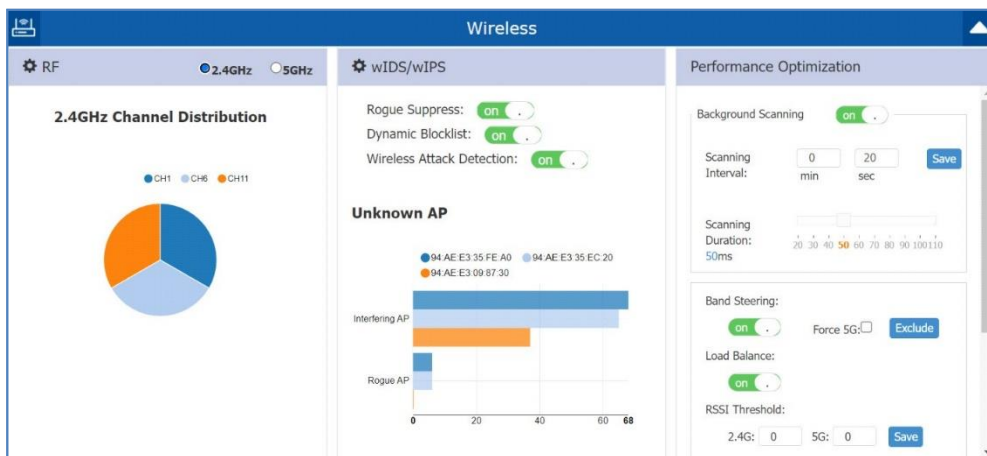 Wireless
RF
2.4GHz 5GHz
2.4GHz Channel Distribution
CH1 CH6 CH11
wIDS/wIPS
Rogue Suppress: on .
Dynamic Blocklist: on .
Wireless Attack Detection: on .
Unknown AP
94:AE:E3:35:FE:A0 94:AE:E3:35:EC:20
94:AE:E3:09:87:30
Interfering AP
Rogue AP
0 20 40 60 68
Performance Optimization
Background Scanning on .
Scanning 0 20 Save
Interval: min sec
Scanning
Duration: 20 30 40 50 60 70 80 90 100110
50ms
Band Steering:
on . Force 5G: Exclude
Load Balance:
on .
RSSI Threshold:
2.4G: 0 5G: 0 Save